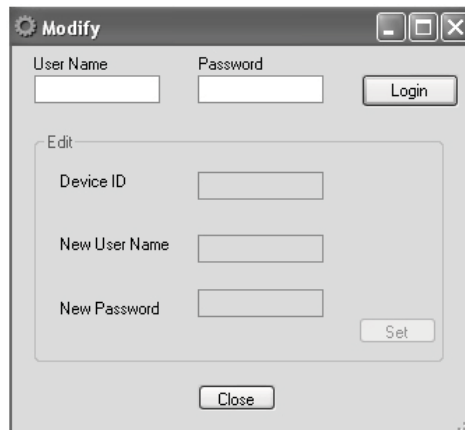 Modify
User Name Password
Login
Edit
Device ID
New User Name
New Password
Set
Close